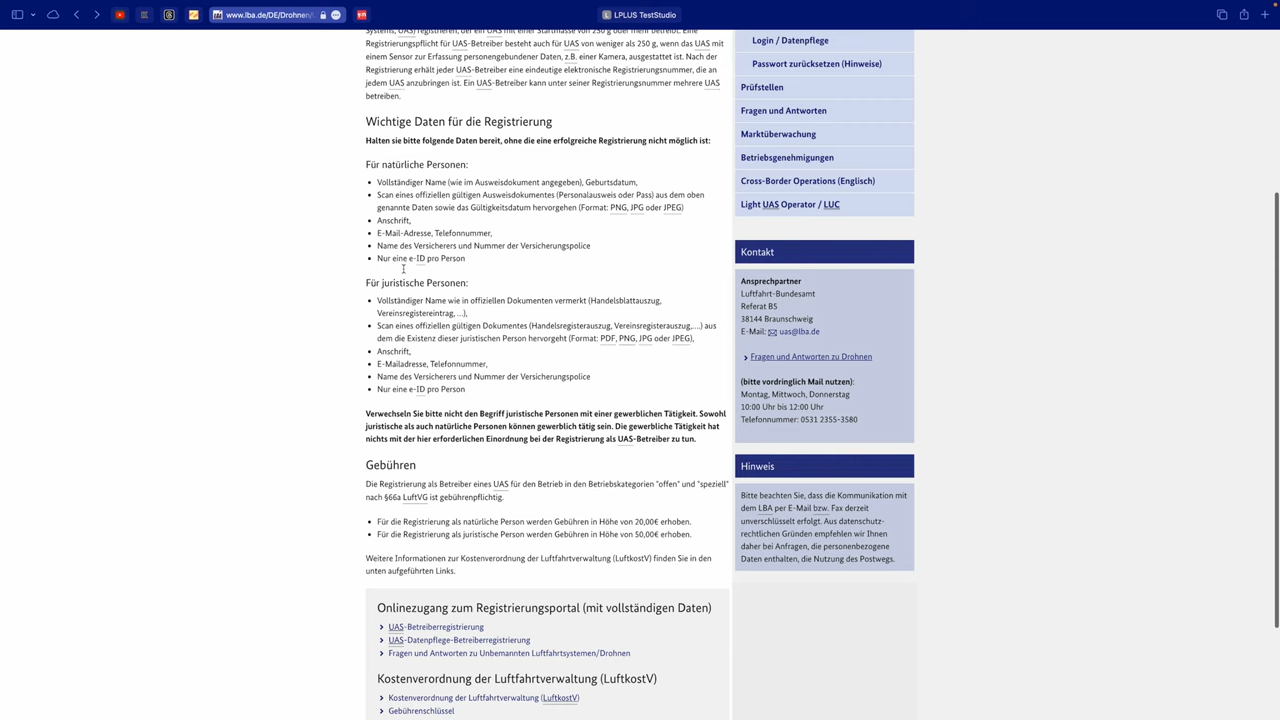 www.lba.de/DE/Drohnen/
LPLUS TestStudio
Systems, UAS) registrieren, der ein UAS mit einer Startmasse von 250 g oder mehr betreibt. Eine
Registrierungspflicht für UAS-Betreiber besteht auch für UAS von weniger als 250 g, wenn das UAS mit
einem Sensor zur Erfassung personengebundener Daten, z.B. einer Kamera, ausgestattet ist. Nach der
Registrierung erhält jeder UAS-Betreiber eine eindeutige elektronische Registrierungsnummer, die an
jedem UAS anzubringen ist. Ein UAS-Betreiber kann unter seiner Registrierungsnummer mehrere UAS
betreiben.
Wichtige Daten für die Registrierung
Halten sie bitte folgende Daten bereit, ohne die eine erfolgreiche Registrierung nicht möglich ist:
Für natürliche Personen:
Vollständiger Name (wie im Ausweisdokument angegeben), Geburtsdatum,
Scan eines offiziellen gültigen Ausweisdokumentes (Personalausweis oder Pass) aus dem oben
genannte Daten sowie das Gültigkeitsdatum hervorgehen (Format: PNG, JPG oder JPEG)
Anschrift,
E-Mail-Adresse, Telefonnummer,
Name des Versicherers und Nummer der Versicherungspolice
Nur eine e-ID pro Person
Für juristische Personen:
Vollständiger Name wie in offiziellen Dokumenten vermerkt (Handelsblattauszug,
Vereinsregistereintrag, ...),
Scan eines offiziellen gültigen Dokumentes (Handelsregisterauszug, Vereinsregisterauszug,....) aus
dem die Existenz dieser juristischen Person hervorgeht (Format: PDF, PNG, JPG oder JPEG),
Anschrift,
E-Mailadresse, Telefonnummer,
Name des Versicherers und Nummer der Versicherungspolice
Nur eine e-ID pro Person
Verwechseln Sie bitte nicht den Begriff juristische Personen mit einer gewerblichen Tätigkeit. Sowohl
juristische als auch natürliche Personen können gewerblich tätig sein. Die gewerbliche Tätigkeit hat
nichts mit der hier erforderlichen Einordnung bei der Registrierung als UAS-Betreiber zu tun.
Gebühren
Die Registrierung als Betreiber eines UAS für den Betrieb in den Betriebskategorien "offen" und "speziell"
nach §66a LuftVG ist gebührenpflichtig.
Für die Registrierung als natürliche Person werden Gebühren in Höhe von 20,00€ erhoben.
Für die Registrierung als juristische Person werden Gebühren in Höhe von 50,00€ erhoben.
Weitere Informationen zur Kostenverordnung der Luftfahrtverwaltung (LuftkostV) finden Sie in den
unten aufgeführten Links.
Onlinezugang zum Registrierungsportal (mit vollständigen Daten)
UAS-Betreiberregistrierung
UAS-Datenpflege-Betreiberregistrierung
Fragen und Antworten zu Unbemannten Luftfahrtsystemen/Drohnen
Kostenverordnung der Luftfahrtverwaltung (LuftkostV)
Kostenverordnung der Luftfahrtverwaltung (LuftkostV)
Gebührenschlüssel
Login / Datenpflege
Passwort zurücksetzen (Hinweise)
Prüfstellen
Fragen und Antworten
Marktüberwachung
Betriebsgenehmigungen
Cross-Border Operations (Englisch)
Light UAS Operator / LUC
Kontakt
Ansprechpartner
Luftfahrt-Bundesamt
Referat B5
38144 Braunschweig
E-Mail: uas@lba.de
Fragen und Antworten zu Drohnen
(bitte vordringlich Mail nutzen):
Montag, Mittwoch, Donnerstag
10:00 Uhr bis 12:00 Uhr
Telefonnummer: 0531 2355-3580
Hinweis
Bitte beachten Sie, dass die Kommunikation mit
dem LBA per E-Mail bzw. Fax derzeit
unverschlüsselt erfolgt. Aus datenschutz-
rechtlichen Gründen empfehlen wir Ihnen
daher bei Anfragen, die personenbezogene
Daten enthalten, die Nutzung des Postwegs.